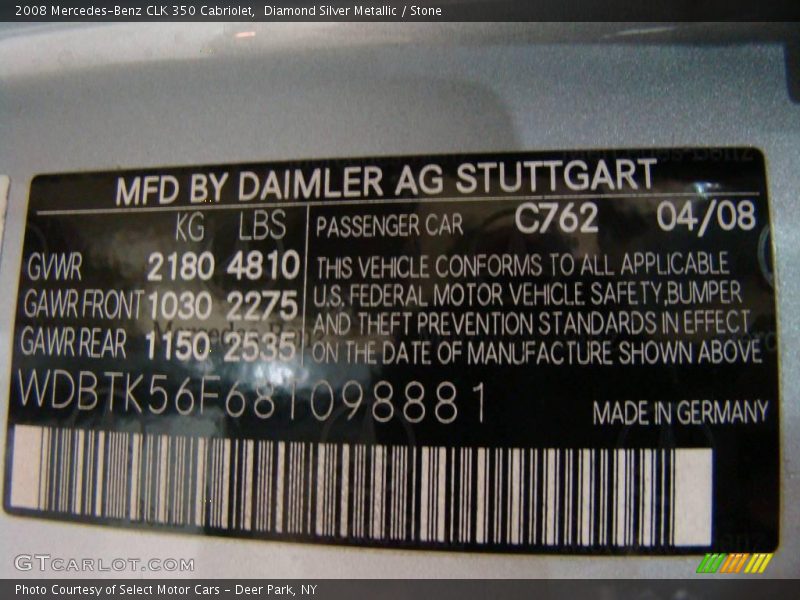 2008 Mercedes-Benz CLK 350 Cabriolet, Diamond Silver Metallic / Stone
MFD BY DAIMLER AG STUTTGART
KG LBS PASSENGER CAR C762 04/08
GVWR 2180 4810
GAWR FRONT 1030 2275
GAWR REAR 1150 2535
THIS VEHICLE CONFORMS TO ALL APPLICABLE
U.S. FEDERAL MOTOR VEHICLE SAFETY, BUMPER
AND THEFT PREVENTION STANDARDS IN EFFECT
ON THE DATE OF MANUFACTURE SHOWN ABOVE
WDBTK56F68T098881
MADE IN GERMANY
GTCARLOT.COM
Photo Courtesy of Select Motor Cars - Deer Park, NY